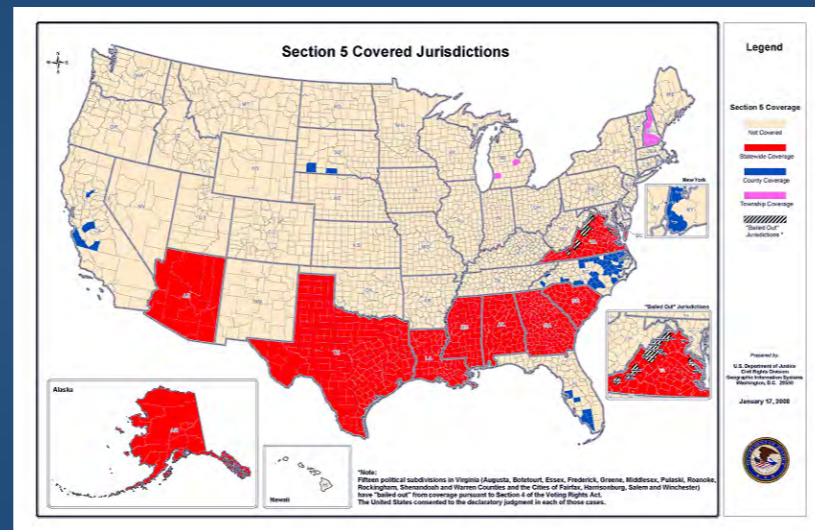 Section 5 Covered Jurisdictions
Legend
Section 5 Coverage
Not Covered
Statewide Coverage
County Coverage
Township Coverage
"Bailed Out"
Jurisdictions *
New York
"Bailed Out" Jurisdictions
Alaska
Hawaii
*Note:
Fifteen political subdivisions in Virginia (Augusta, Botetourt, Essex, Frederick, Greene, Middlesex, Pulaski, Roanoke,
Rockingham, Shenandoah and Warren Counties and the Cities of Fairfax, Harrisonburg, Salem and Winchester)
have "bailed out" from coverage pursuant to Section 4 of the Voting Rights Act.
The United States consented to the declaratory judgment in each of those cases.
Prepared by:
U.S. Department of Justice
Civil Rights Division
Geographic Information Systems
Washington, D.C. 20530
January 17, 2008